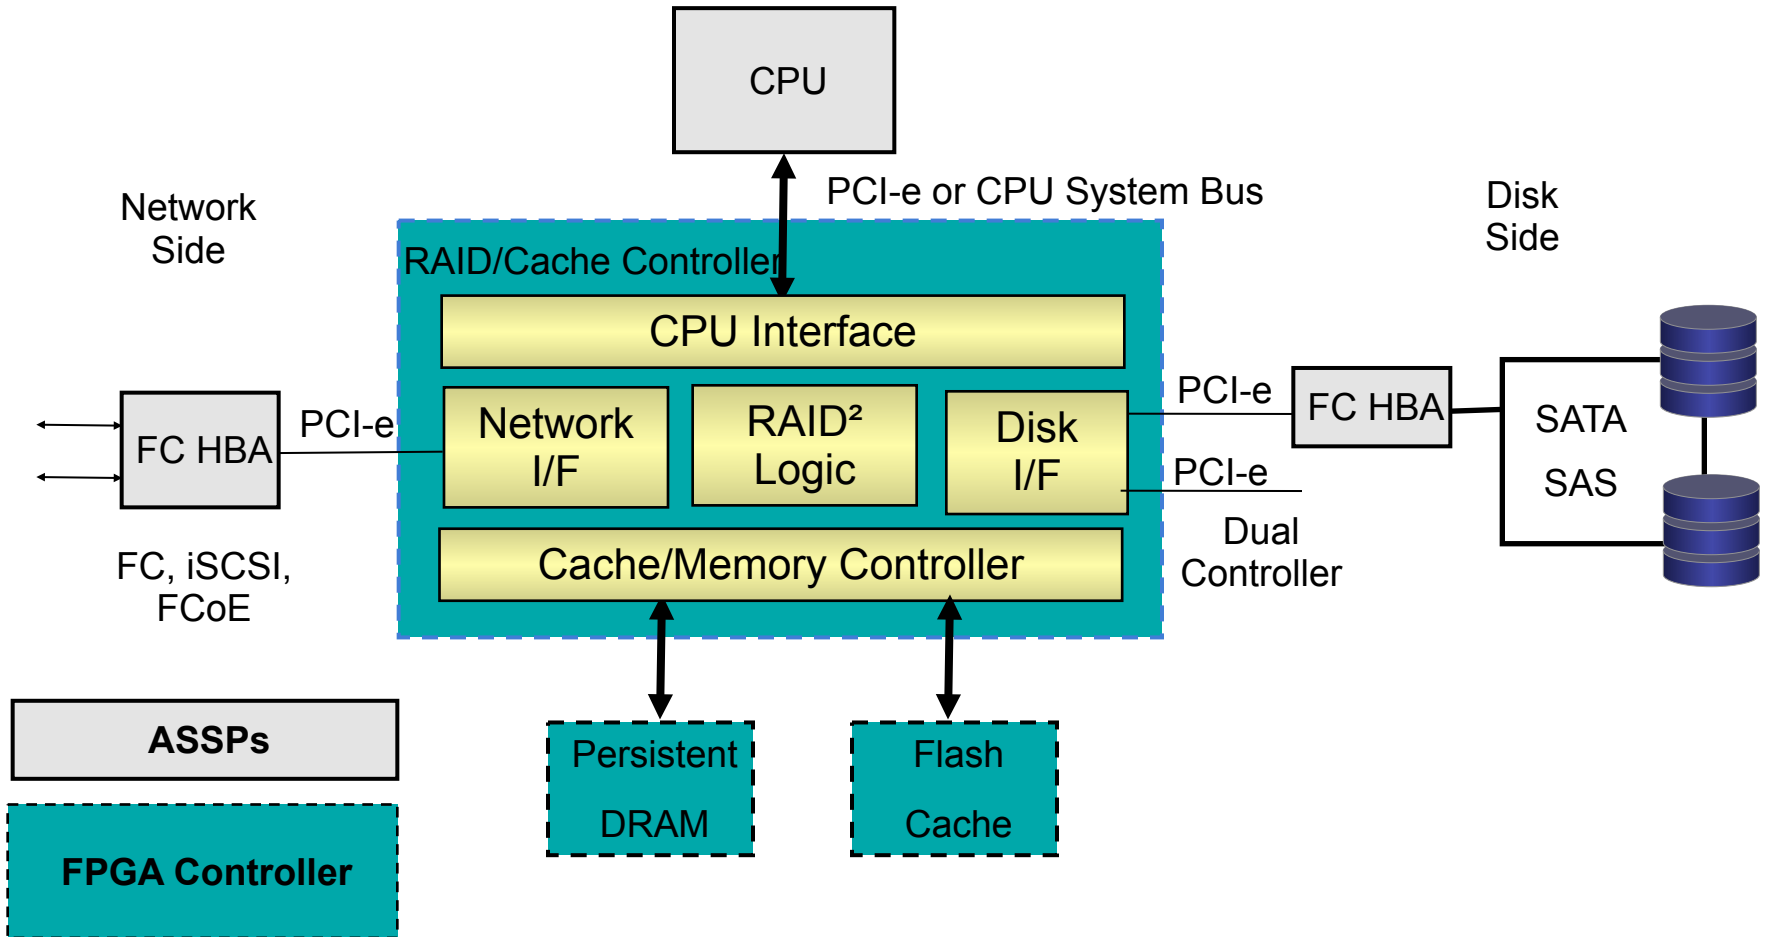 CPU
PCI-e or CPU System Bus
Network
Side
Disk
Side
RAID/Cache Controller
CPU Interface
FC HBA
PCI-e
Network
I/F
RAID²
Logic
Disk
I/F
PCI-e
FC HBA
SATA
SAS
PCI-e
Dual
Controller
Cache/Memory Controller
FC, iSCSI,
FCoE
Persistent
DRAM
Flash
Cache
ASSPs
FPGA Controller